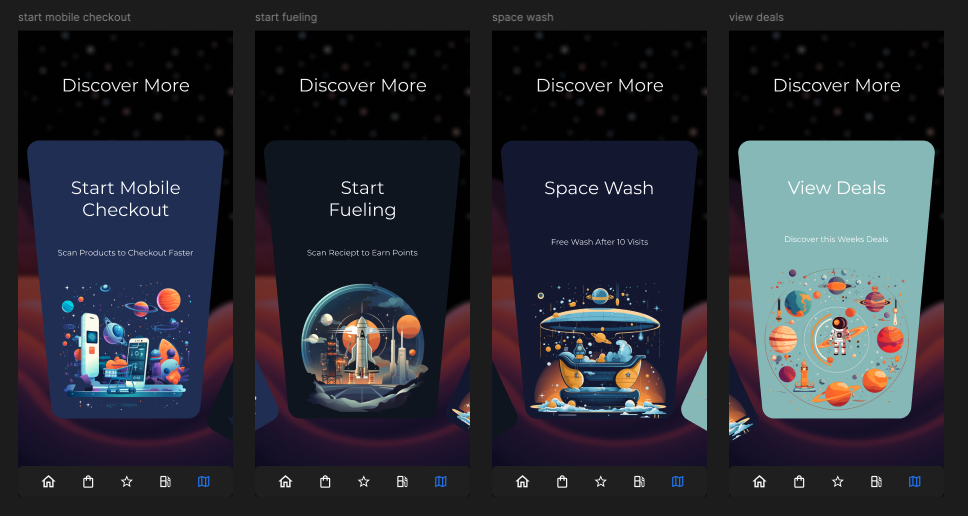 start mobile checkout
start fueling
space wash
view deals
Discover More
Start Mobile
Checkout
Scan Products to Checkout Faster
Discover More
Start
Fueling
Scan Reciept to Earn Points
Discover More
Space Wash
Free Wash After 10 Visits
Discover More
View Deals
Discover this Weeks Deals